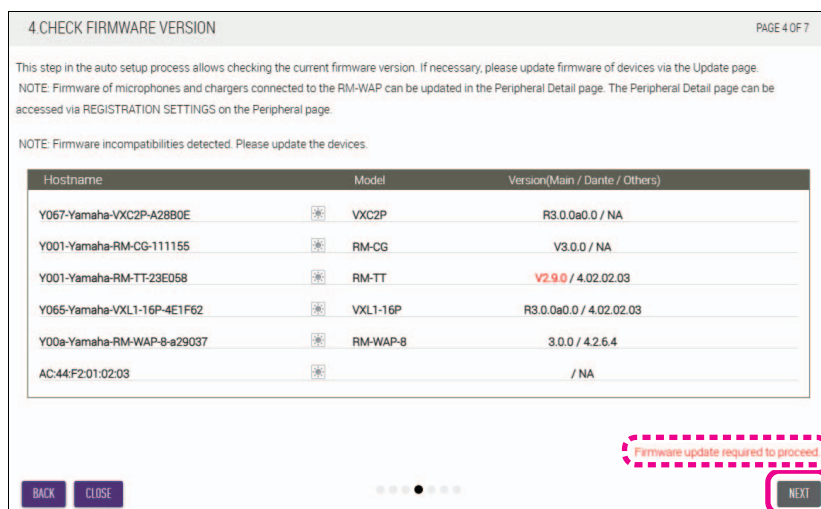 4.CHECK FIRMWARE VERSION PAGE 4 OF 7
This step in the auto setup process allows checking the current firmware version. If necessary, please update firmware of devices via the Update page.
NOTE: Firmware of microphones and chargers connected to the RM-WAP can be updated in the Peripheral Detail page. The Peripheral Detail page can be
accessed via REGISTRATION SETTINGS on the Peripheral page.
NOTE: Firmware incompatibilities detected. Please update the devices.
Hostname Model Version(Main / Dante / Others)
Y067-Yamaha-VXC2P-A28B0E VXC2P R3.0.0a0.0 / NA
Y001-Yamaha-RM-CG-111155 RM-CG V3.0.0 / NA
Y001-Yamaha-RM-TT-23E058 RM-TT V2.9.0 / 4.02.02.03
Y065-Yamaha-VXL1-16P-4E1F62 VXL1-16P R3.0.0a0.0 / 4.02.02.03
Y00a-Yamaha-RM-WAP-8-a29037 RM-WAP-8 3.0.0 / 4.2.6.4
AC:44:F2:01:02:03 / NA
Firmware update required to proceed.
BACK CLOSE NEXT